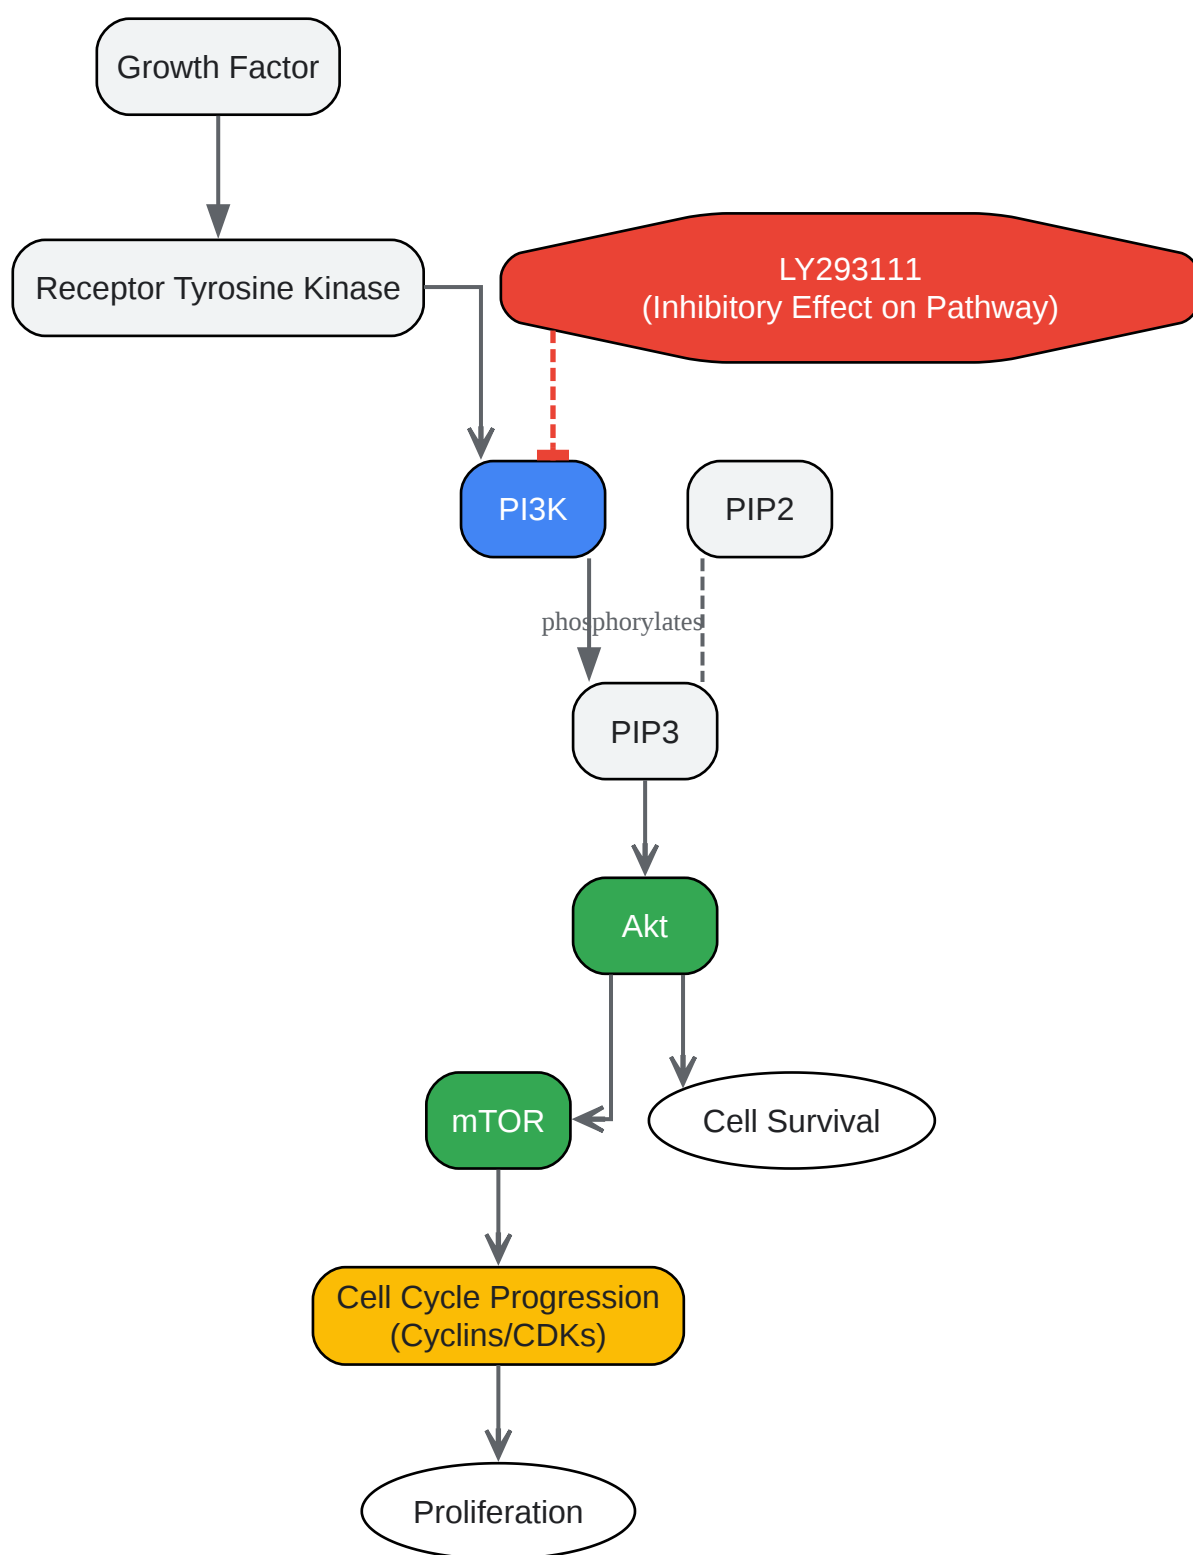 Growth Factor
Receptor Tyrosine Kinase
LY293111
(Inhibitory Effect on Pathway)
PI3K
PIP2
phosphorylates
PIP3
Akt
mTOR
Cell Survival
Cell Cycle Progression
(Cyclins/CDKs)
Proliferation